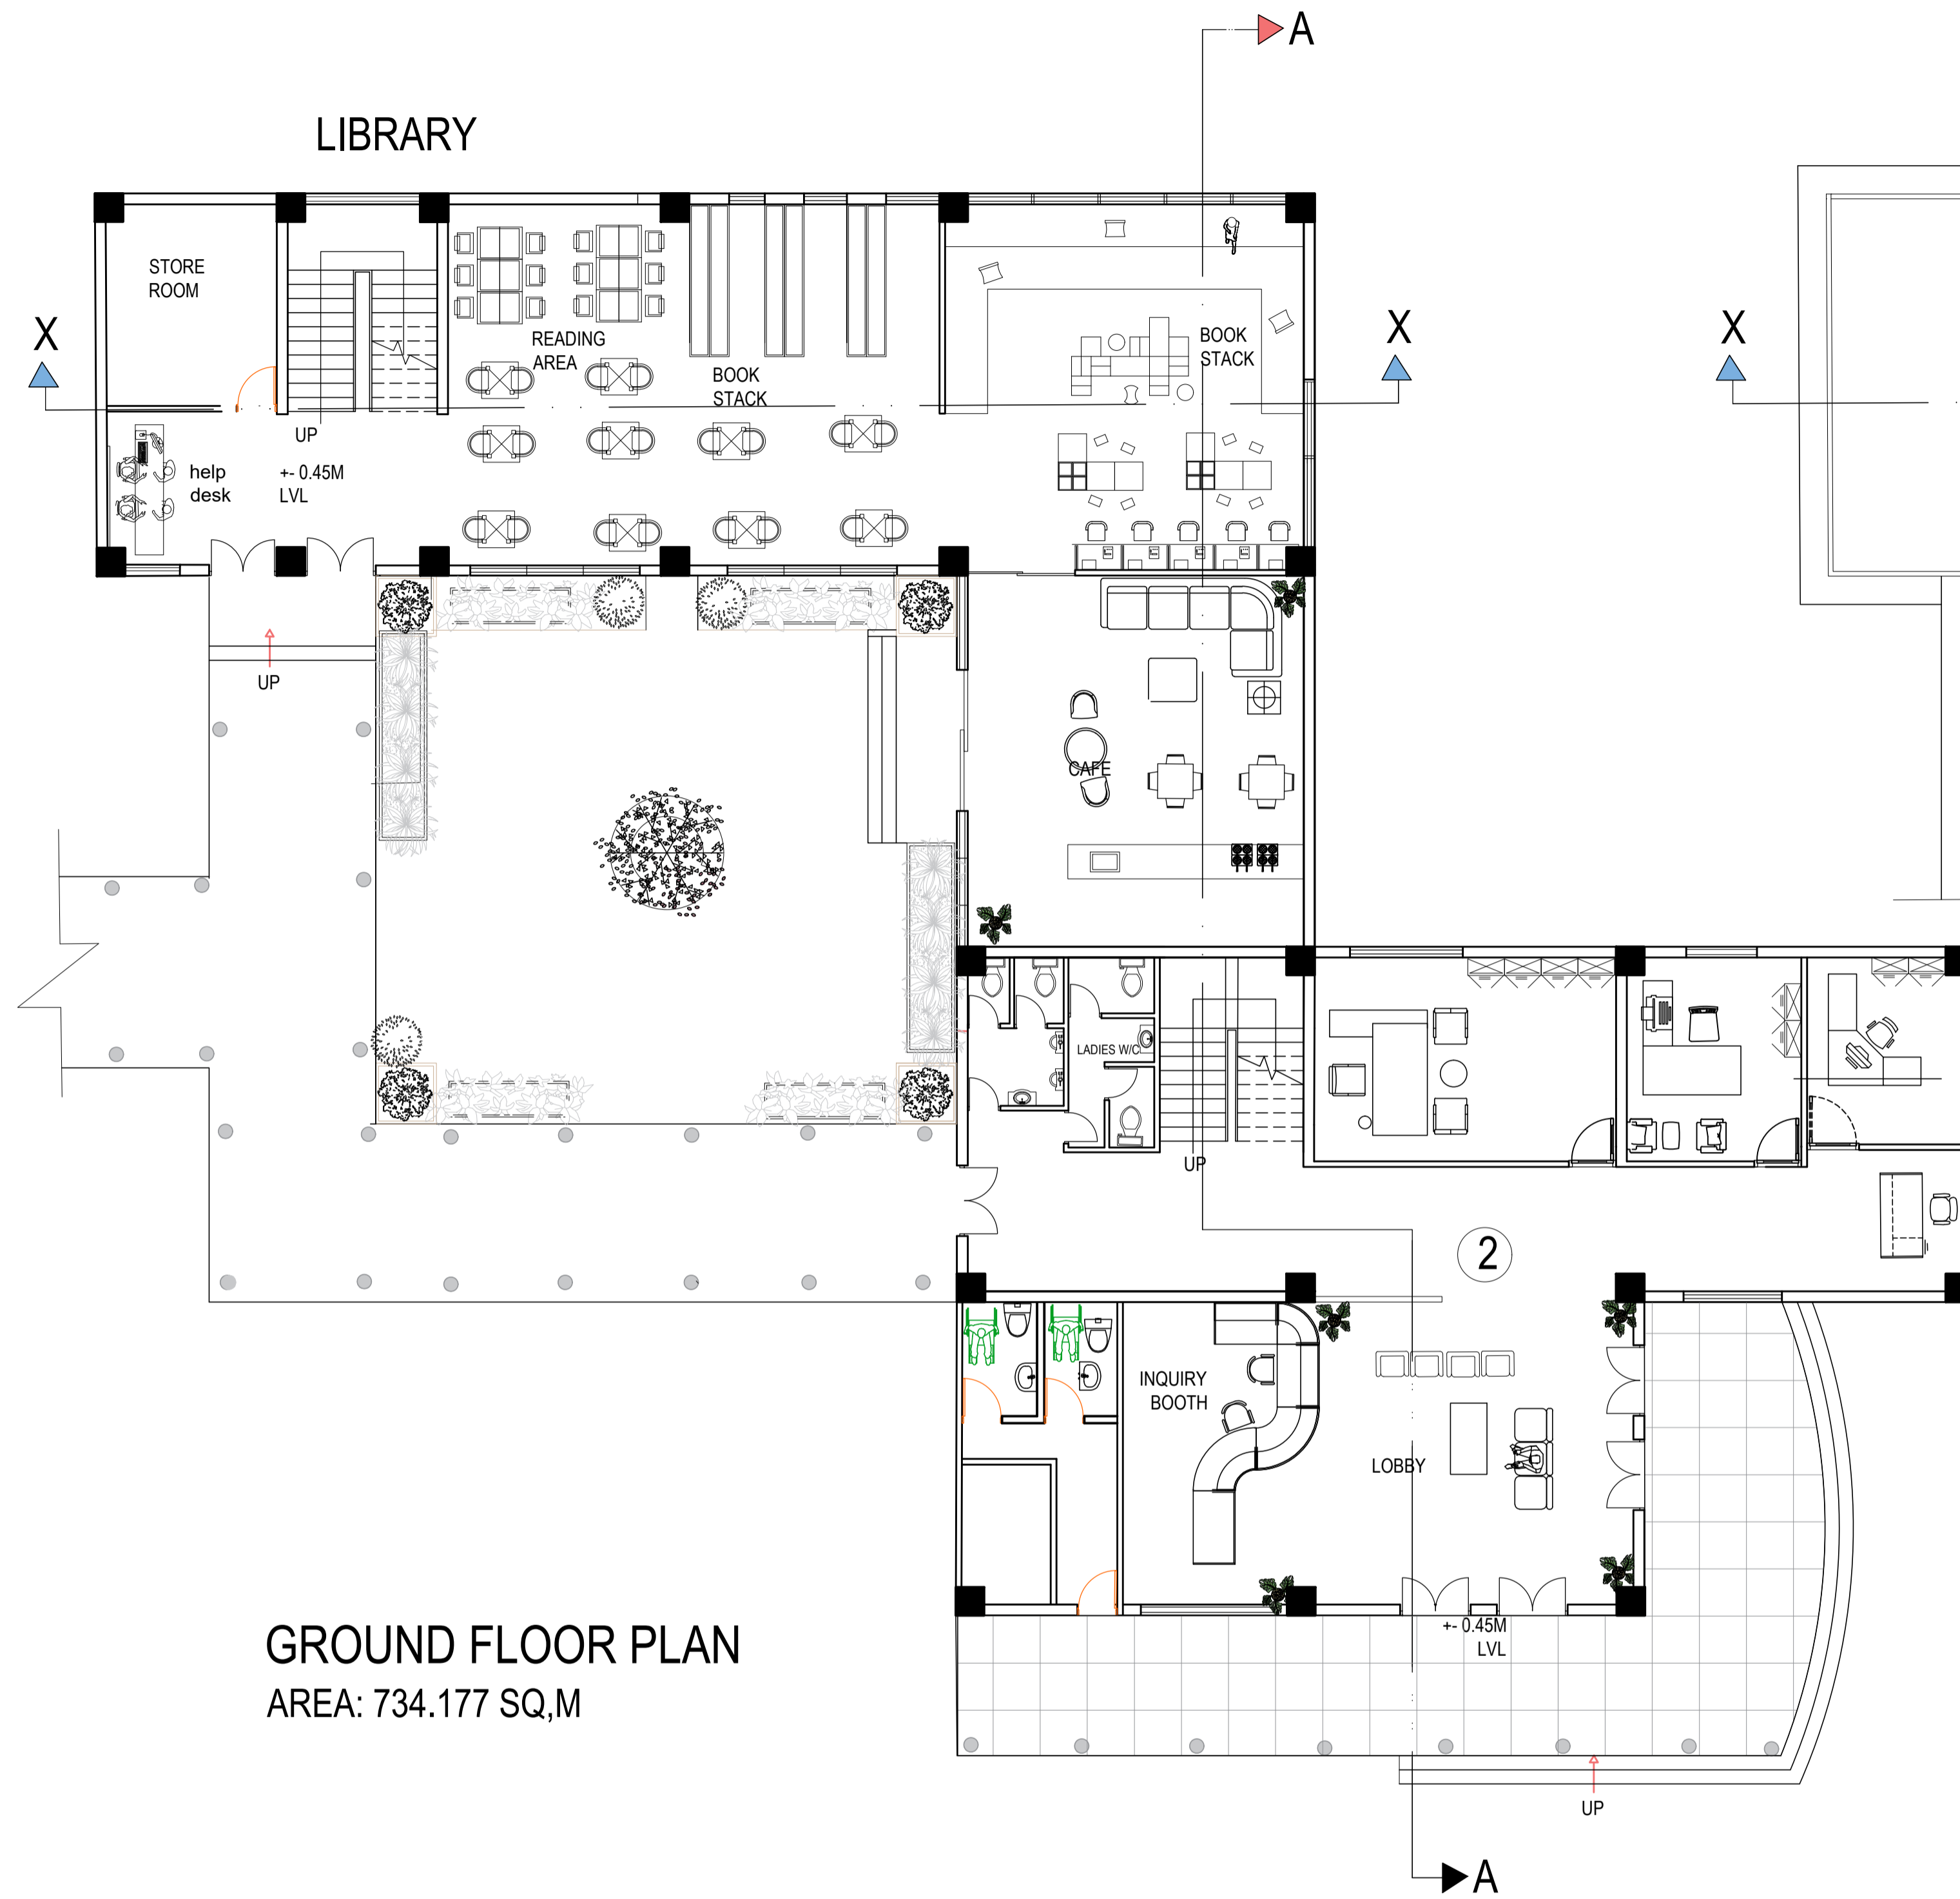 A
LIBRARY
STORE
ROOM
X
X
X
READING
AREA
BOOK
STACK
BOOK
STACK
UP
help
desk
+- 0.45M
LVL
UP
CAFE
LADIES W/C
UP
2
INQUIRY
BOOTH
LOBBY
+- 0.45M
LVL
GROUND FLOOR PLAN
AREA: 734.177 SQ,M
UP
A